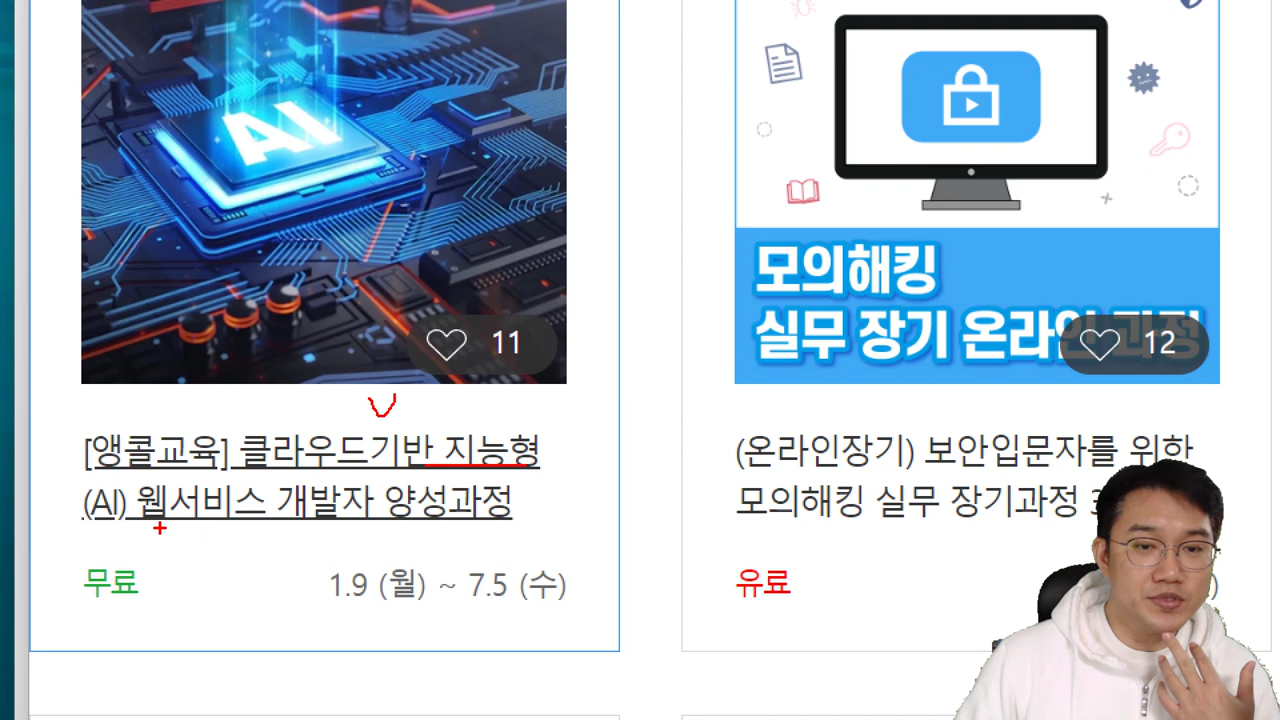 AI
11
[앵콜교육] 클라우드기반 지능형
(AI) 웹서비스 개발자 양성과정
무료
1.9 (월) ~ 7.5 (수)
모의해킹
실무 장기 온라인 과정
12
(온라인장기) 보안입문자를 위한
모의해킹 실무 장기과정
유료
)